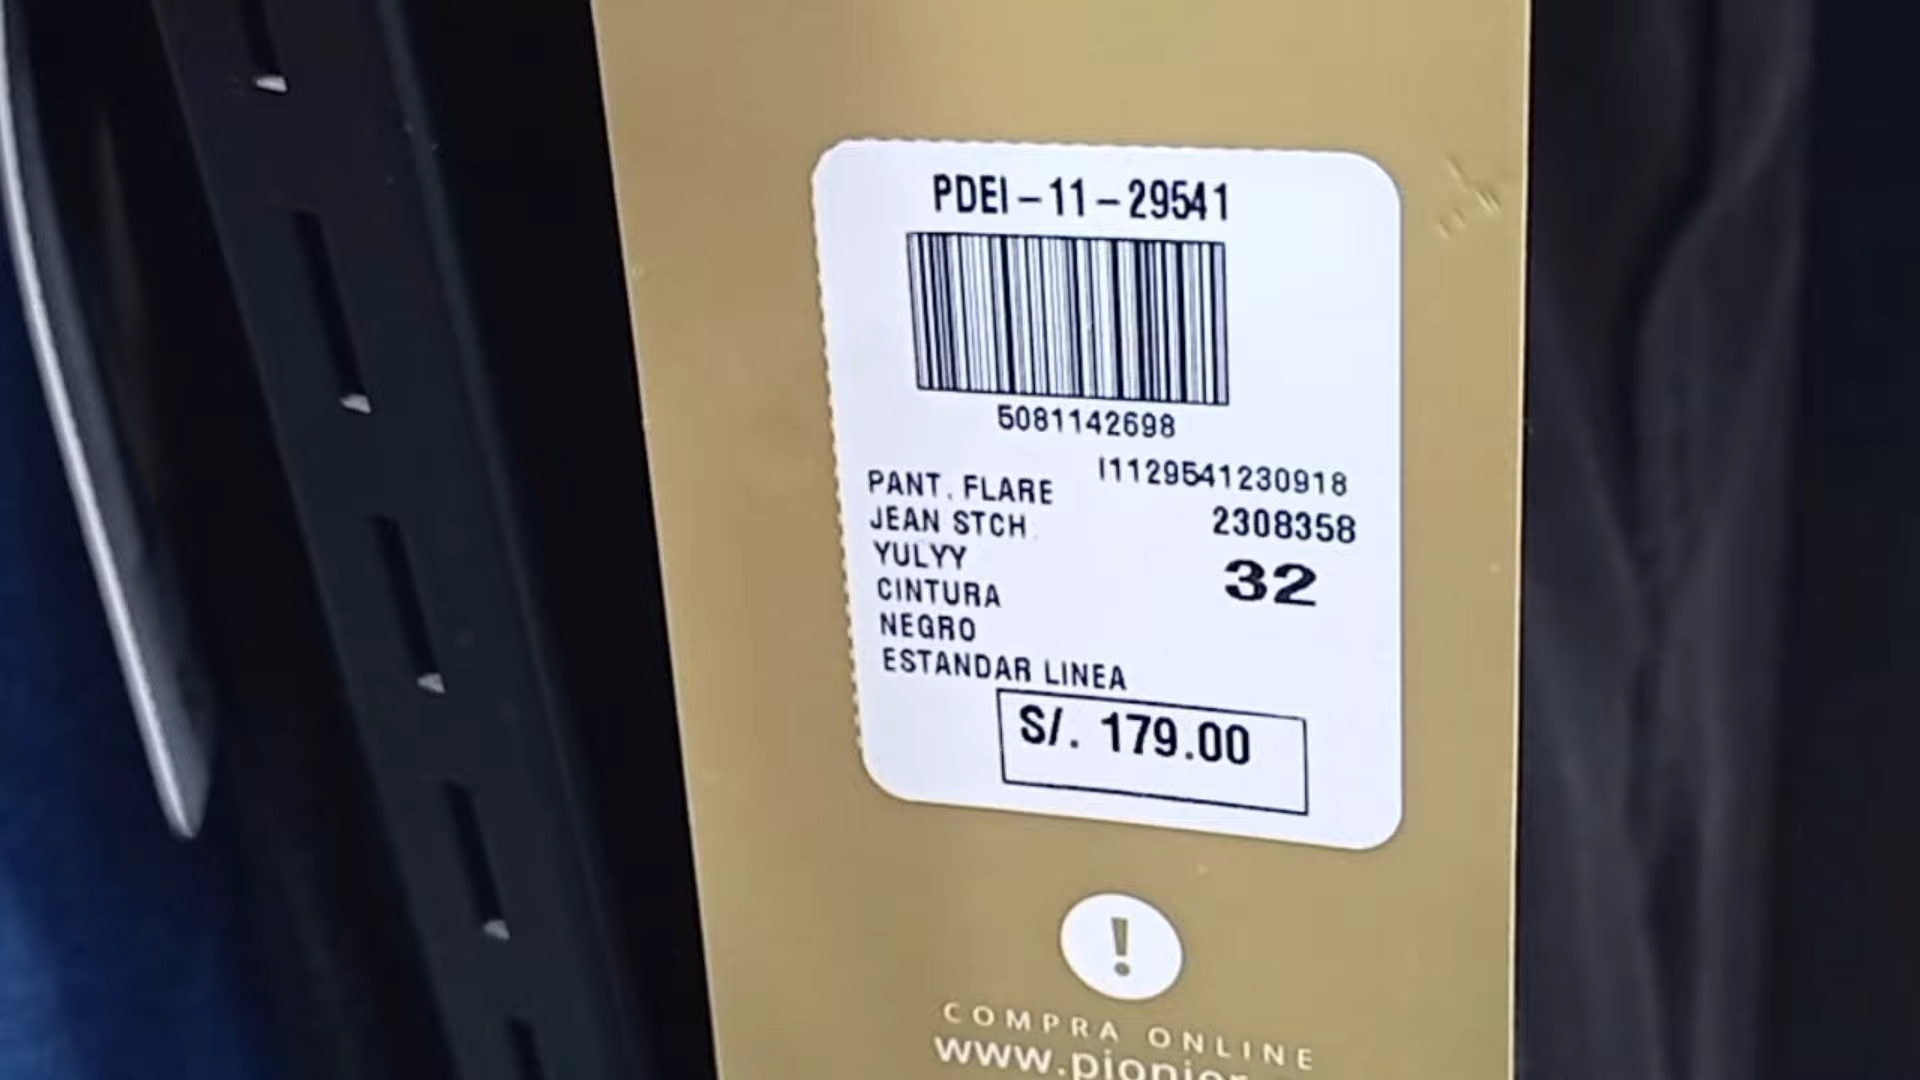 PDEI-11-29541
5081142698
I1129541230918
PANT. FLARE
JEAN STCH. 2308358
YULYY
CINTURA 32
NEGRO
ESTANDAR LINEA
S/. 179.00
!
COMPRA ONLINE
www.pionier.